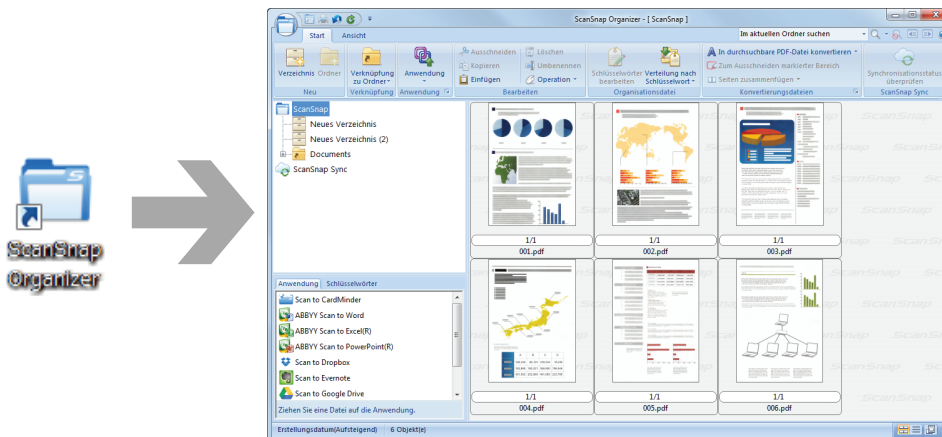 ScanSnap
Organizer
ScanSnap Organizer - [ ScanSnap ]
Start Ansicht
Im aktuellen Ordner suchen
Verzeichnis Ordner
Neu
Verknüpfung
zu Ordner
Verknüpfung
Anwendung
Anwendung
Ausschneiden
Kopieren
Einfügen
Löschen
Umbenennen
Operation
Bearbeiten
Schlüsselwörter
bearbeiten
Verteilung nach
Schlüsselwort
Organisationsdatei
In durchsuchbare PDF-Datei konvertieren
Zum Ausschneiden markierter Bereich
Seiten zusammenfügen
Konvertierungsdateien
Synchronisationsstatus
überprüfen
ScanSnap Sync
ScanSnap
Neues Verzeichnis
Neues Verzeichnis (2)
Documents
ScanSnap Sync
1/1 1/1 1/1
001.pdf 002.pdf 003.pdf
1/1 1/1 1/1
004.pdf 005.pdf 006.pdf
Anwendung Schlüsselwörter
Scan to CardMinder
ABBYY Scan to Word
ABBYY Scan to Excel(R)
ABBYY Scan to PowerPoint(R)
Scan to Dropbox
Scan to Evernote
Scan to Google Drive
Ziehen Sie eine Datei auf die Anwendung.
Erstellungsdatum(Aufsteigend) 6 Objekt(e)